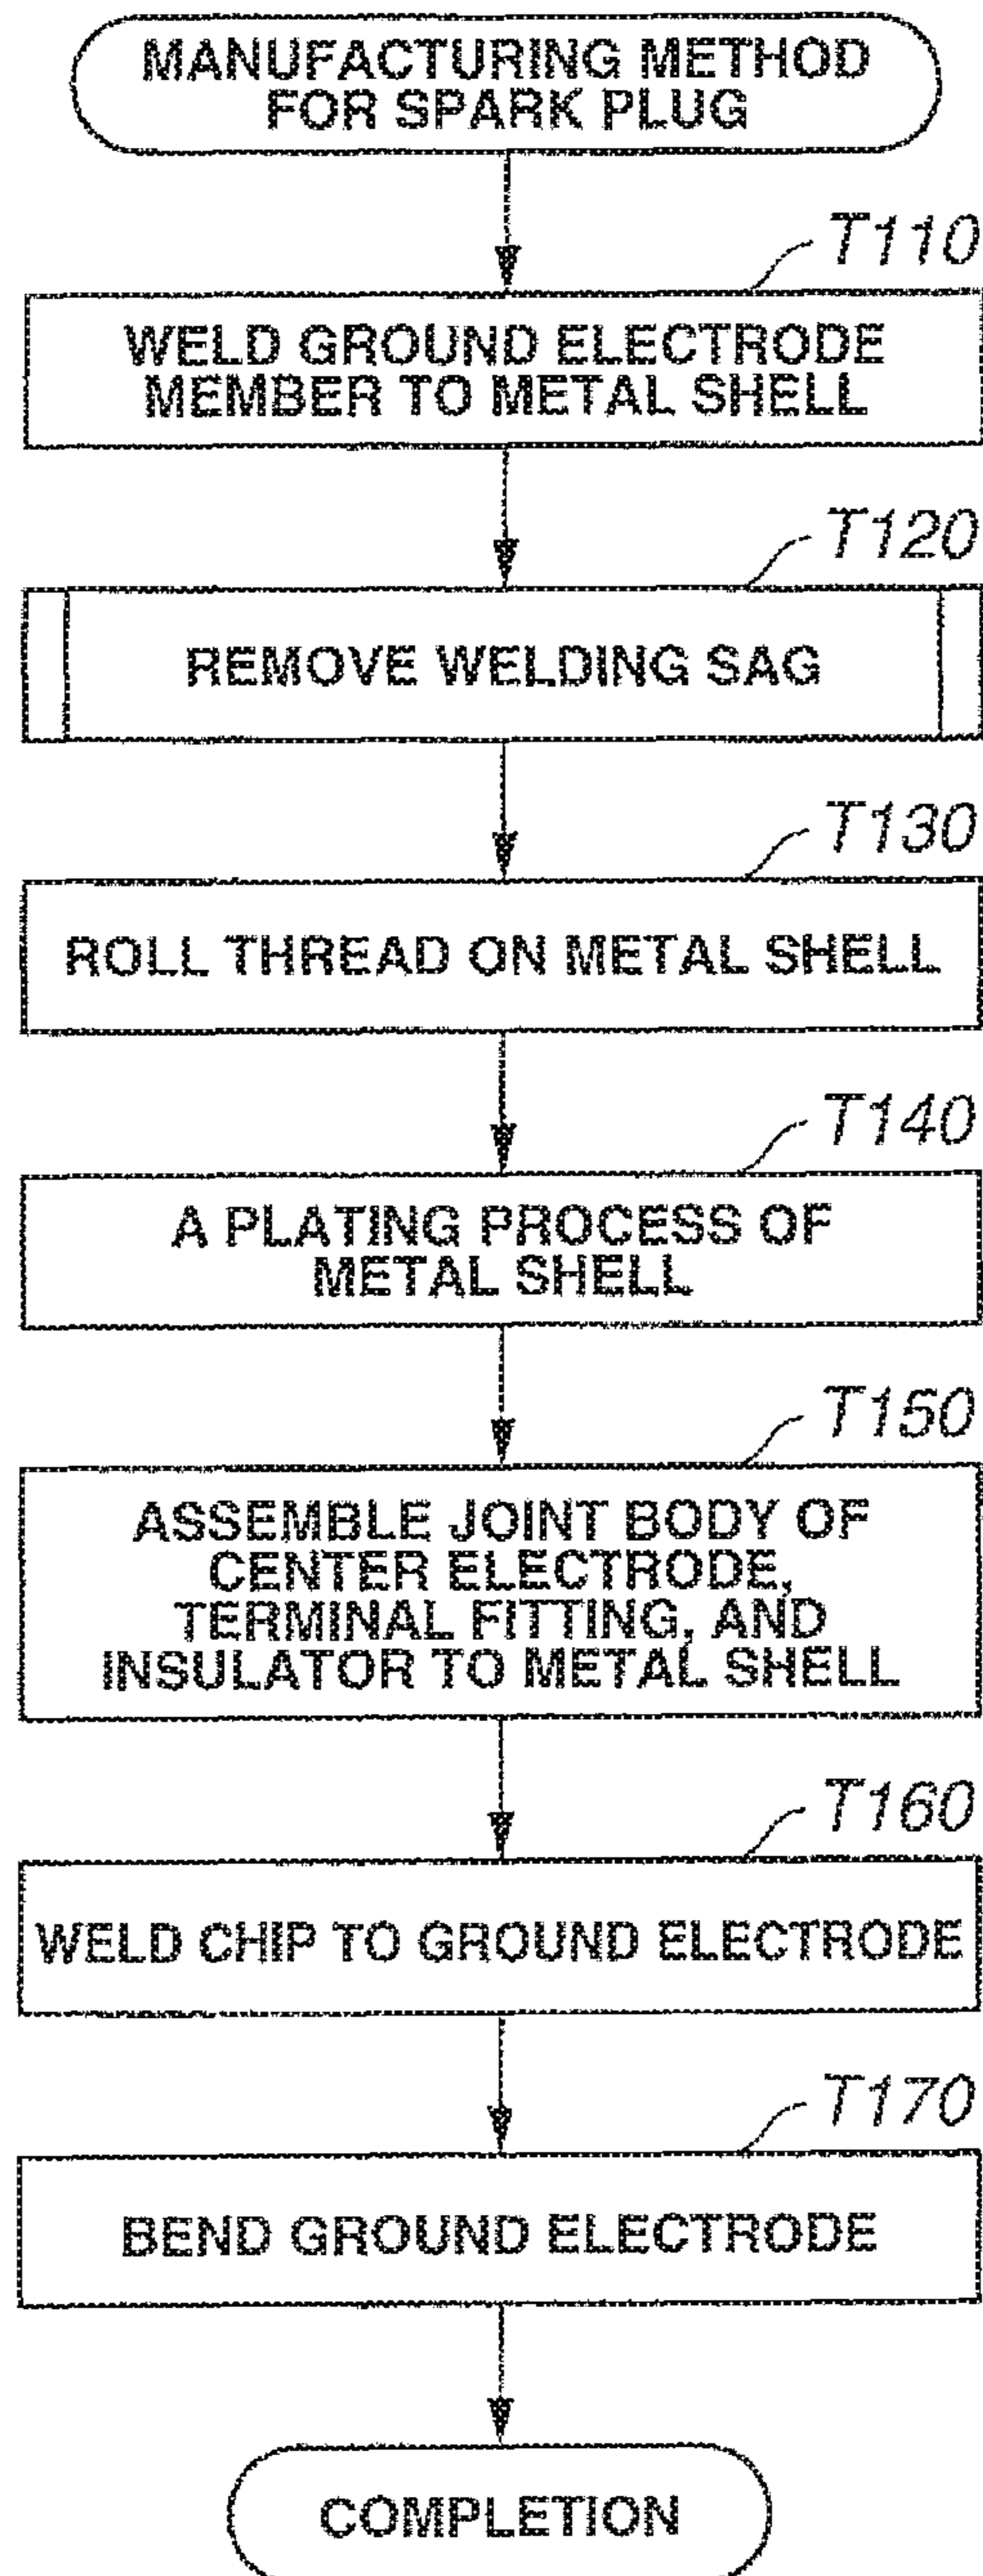 MANUFACTURING METHOD
FOR SPARK PLUG
T110
WELD GROUND ELECTRODE
MEMBER TO METAL SHELL
T120
REMOVE WELDING SAG
T130
ROLL THREAD ON METAL SHELL
T140
A PLATING PROCESS OF
METAL SHELL
T150
ASSEMBLE JOINT BODY OF
CENTER ELECTRODE,
TERMINAL FITTING, AND
INSULATOR TO METAL SHELL
T160
WELD CHIP TO GROUND ELECTRODE
T170
BEND GROUND ELECTRODE
COMPLETION